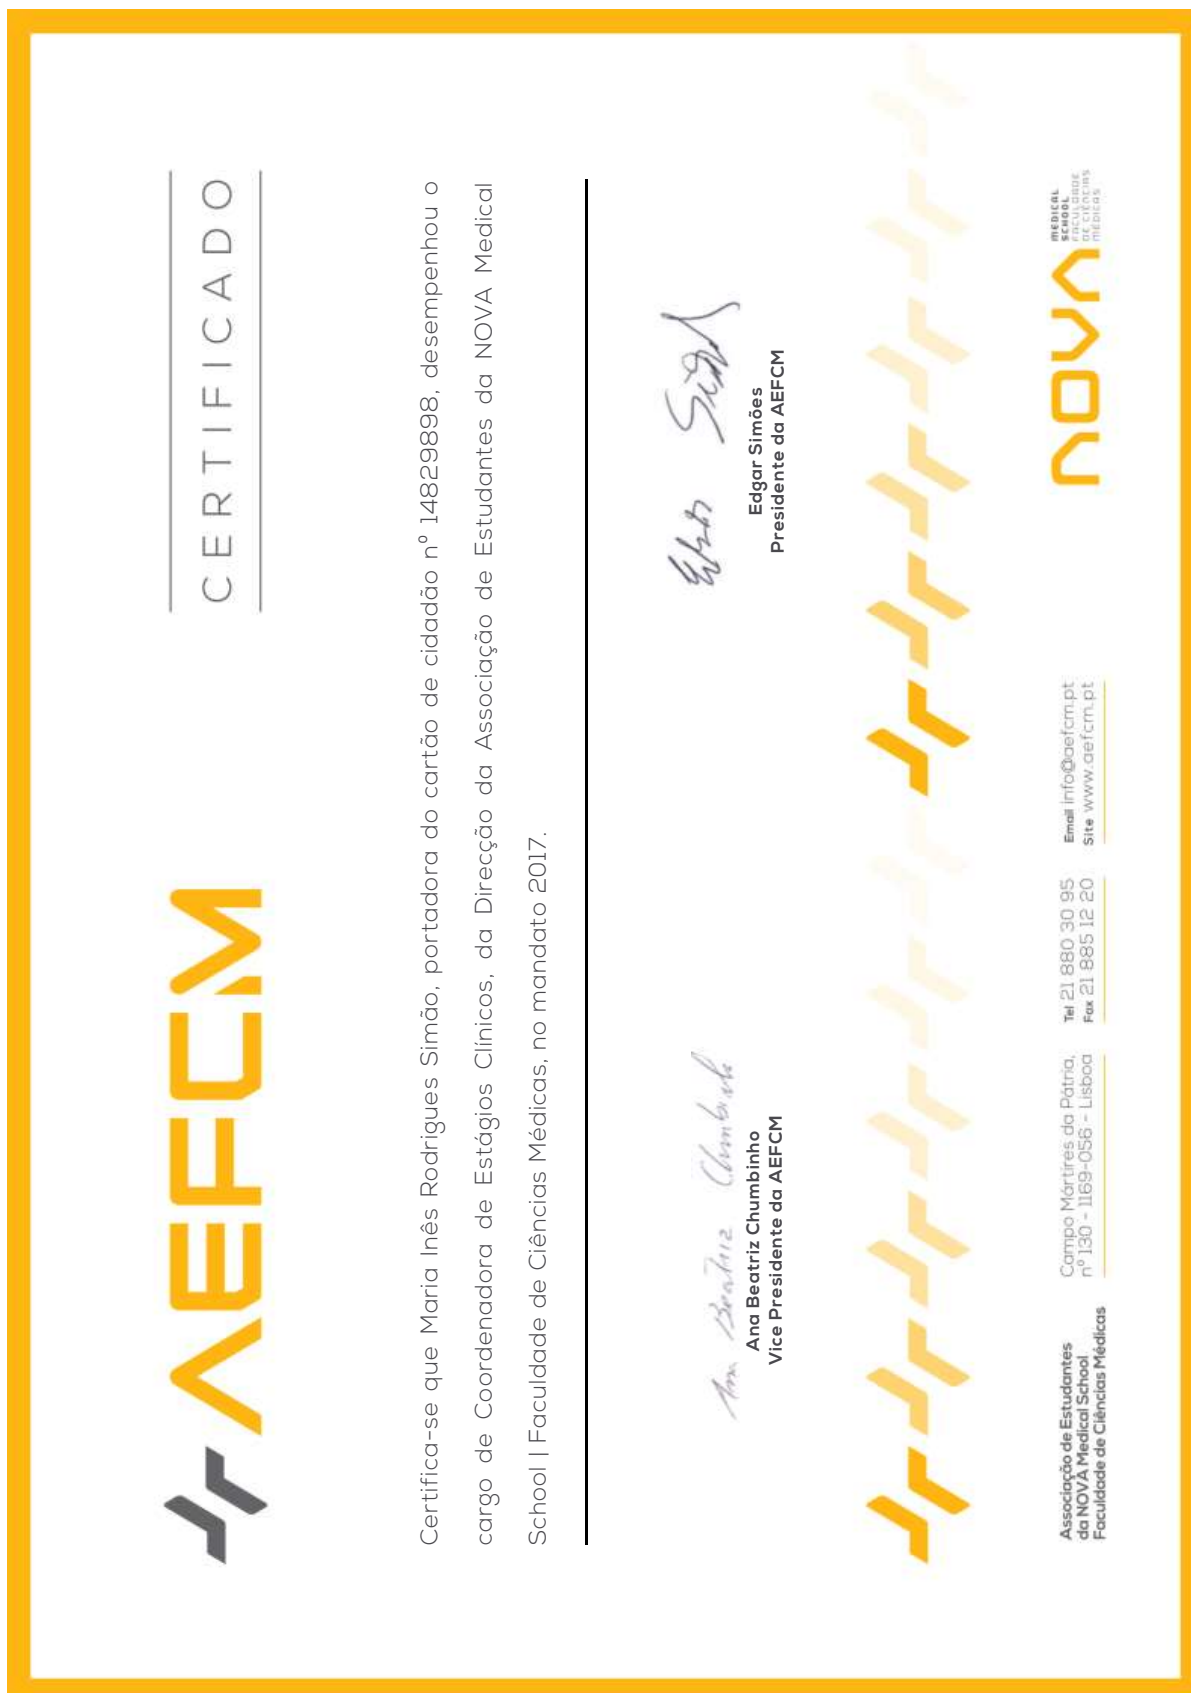 AEFCM
CERTIFICADO
Certifica-se que Maria Inês Rodrigues Simão, portadora do cartão de cidadão nº 14829898, desempenhou o
cargo de Coordenadora de Estágios Clínicos, da Direcção da Associação de Estudantes da NOVA Medical
School | Faculdade de Ciências Médicas, no mandato 2017.
Ana Beatriz Chumbinho
Ana Beatriz Chumbinho
Vice Presidente da AEFCM
Edgar Simões
Presidente da AEFCM
Associação de Estudantes
da NOVA Medical School
Faculdade de Ciências Médicas
Campo Mártires da Pátria,
nº 130 - 1169-056 - Lisboa
Tel 21 880 30 95
Fax 21 885 12 20
Email info@aefcm.pt
Site www.aefcm.pt
NOVA
MEDICAL
SCHOOL
FACULDADE
DE CIÊNCIAS
MÉDICAS